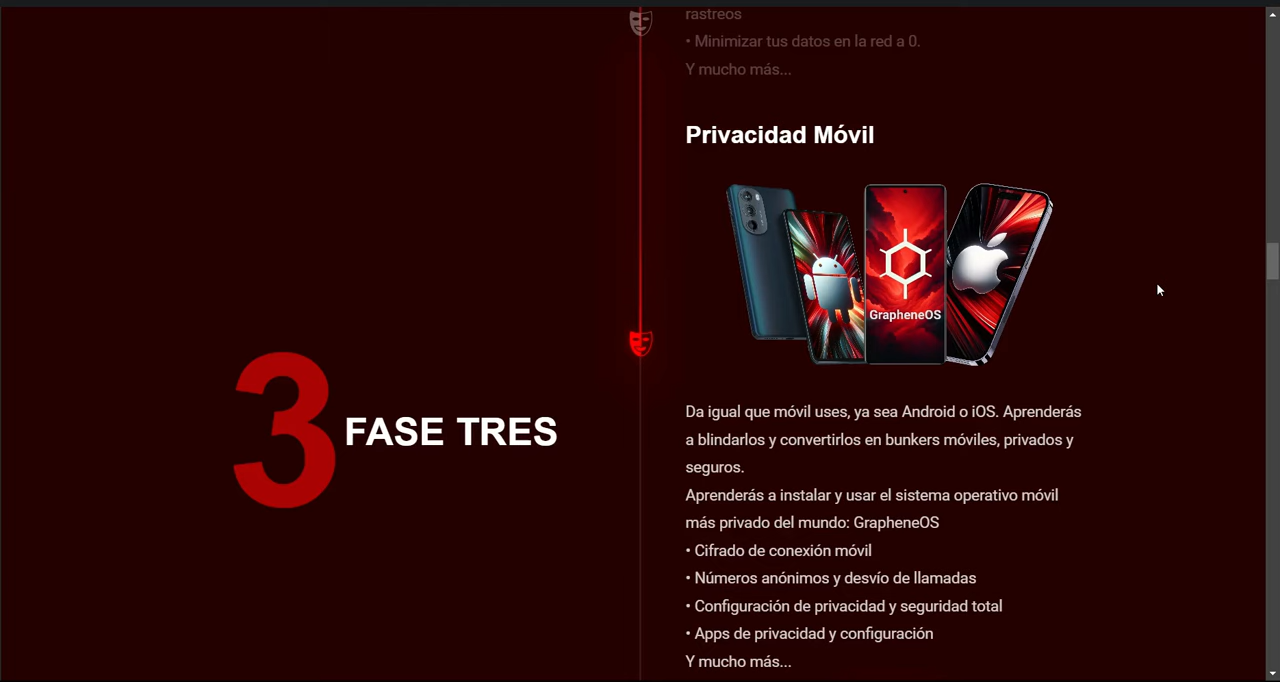 rastreos
• Minimizar tus datos en la red a 0.
Y mucho más...
Privacidad Móvil
GrapheneOS
3 FASE TRES
Da igual que móvil uses, ya sea Android o iOS. Aprenderás
a blindarlos y convertirlos en bunkers móviles, privados y
seguros.
Aprenderás a instalar y usar el sistema operativo móvil
más privado del mundo: GrapheneOS
• Cifrado de conexión móvil
• Números anónimos y desvío de llamadas
• Configuración de privacidad y seguridad total
• Apps de privacidad y configuración
Y mucho más...